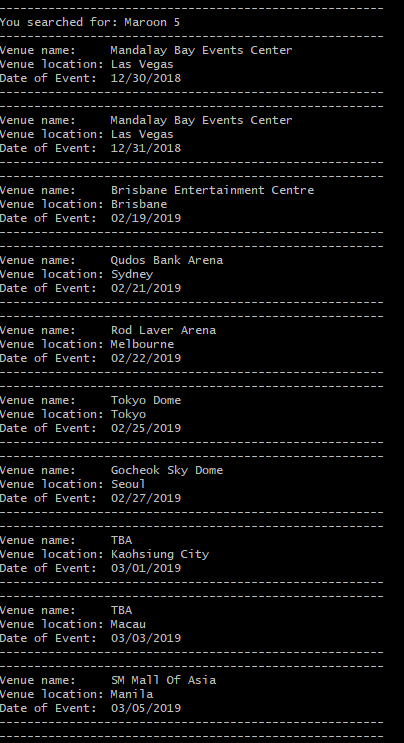 -------------------------------------------------------
You searched for: Maroon 5
-------------------------------------------------------
Venue name:     Mandalay Bay Events Center
Venue location: Las Vegas
Date of Event:  12/30/2018
-------------------------------------------------------
-------------------------------------------------------
Venue name:     Mandalay Bay Events Center
Venue location: Las Vegas
Date of Event:  12/31/2018
-------------------------------------------------------
-------------------------------------------------------
Venue name:     Brisbane Entertainment Centre
Venue location: Brisbane
Date of Event:  02/19/2019
-------------------------------------------------------
-------------------------------------------------------
Venue name:     Qudos Bank Arena
Venue location: Sydney
Date of Event:  02/21/2019
-------------------------------------------------------
-------------------------------------------------------
Venue name:     Rod Laver Arena
Venue location: Melbourne
Date of Event:  02/22/2019
-------------------------------------------------------
-------------------------------------------------------
Venue name:     Tokyo Dome
Venue location: Tokyo
Date of Event:  02/25/2019
-------------------------------------------------------
-------------------------------------------------------
Venue name:     Gocheok Sky Dome
Venue location: Seoul
Date of Event:  02/27/2019
-------------------------------------------------------
-------------------------------------------------------
Venue name:     TBA
Venue location: Kaohsiung City
Date of Event:  03/01/2019
-------------------------------------------------------
-------------------------------------------------------
Venue name:     TBA
Venue location: Macau
Date of Event:  03/03/2019
-------------------------------------------------------
-------------------------------------------------------
Venue name:     SM Mall Of Asia
Venue location: Manila
Date of Event:  03/05/2019
-------------------------------------------------------
-------------------------------------------------------